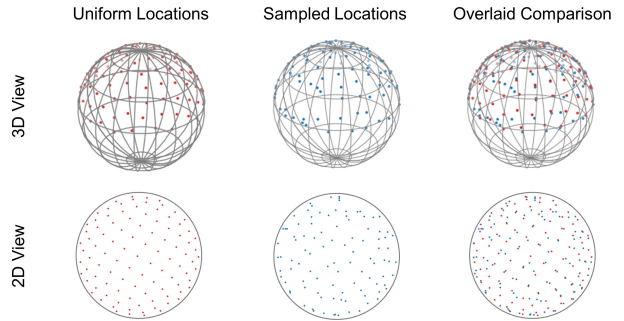 Uniform Locations
Sampled Locations
Overlaid Comparison
3D View
2D View